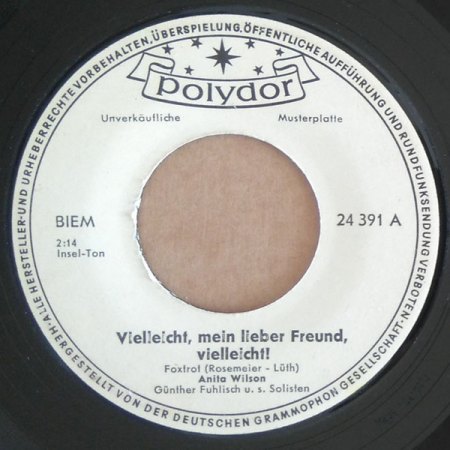 ALLE HERSTELLER- UND URHEBERRECHTE VORBEHALTEN, ÜBERSPIELUNG, ÖFFENTLICHE AUFFÜHRUNG UND RUNDFUNKSENDUNG VERBOTEN.
polydor
Unverkäufliche Musterplatte
BIEM 24 391 A
2:14
Insel-Ton
Vielleicht, mein lieber Freund,
vielleicht!
Foxtrot (Rosemeier - Lüth)
Anita Wilson
Günther Fuhlisch u. s. Solisten
HERGESTELLT VON DER DEUTSCHEN GRAMMOPHON GESELLSCHAFT